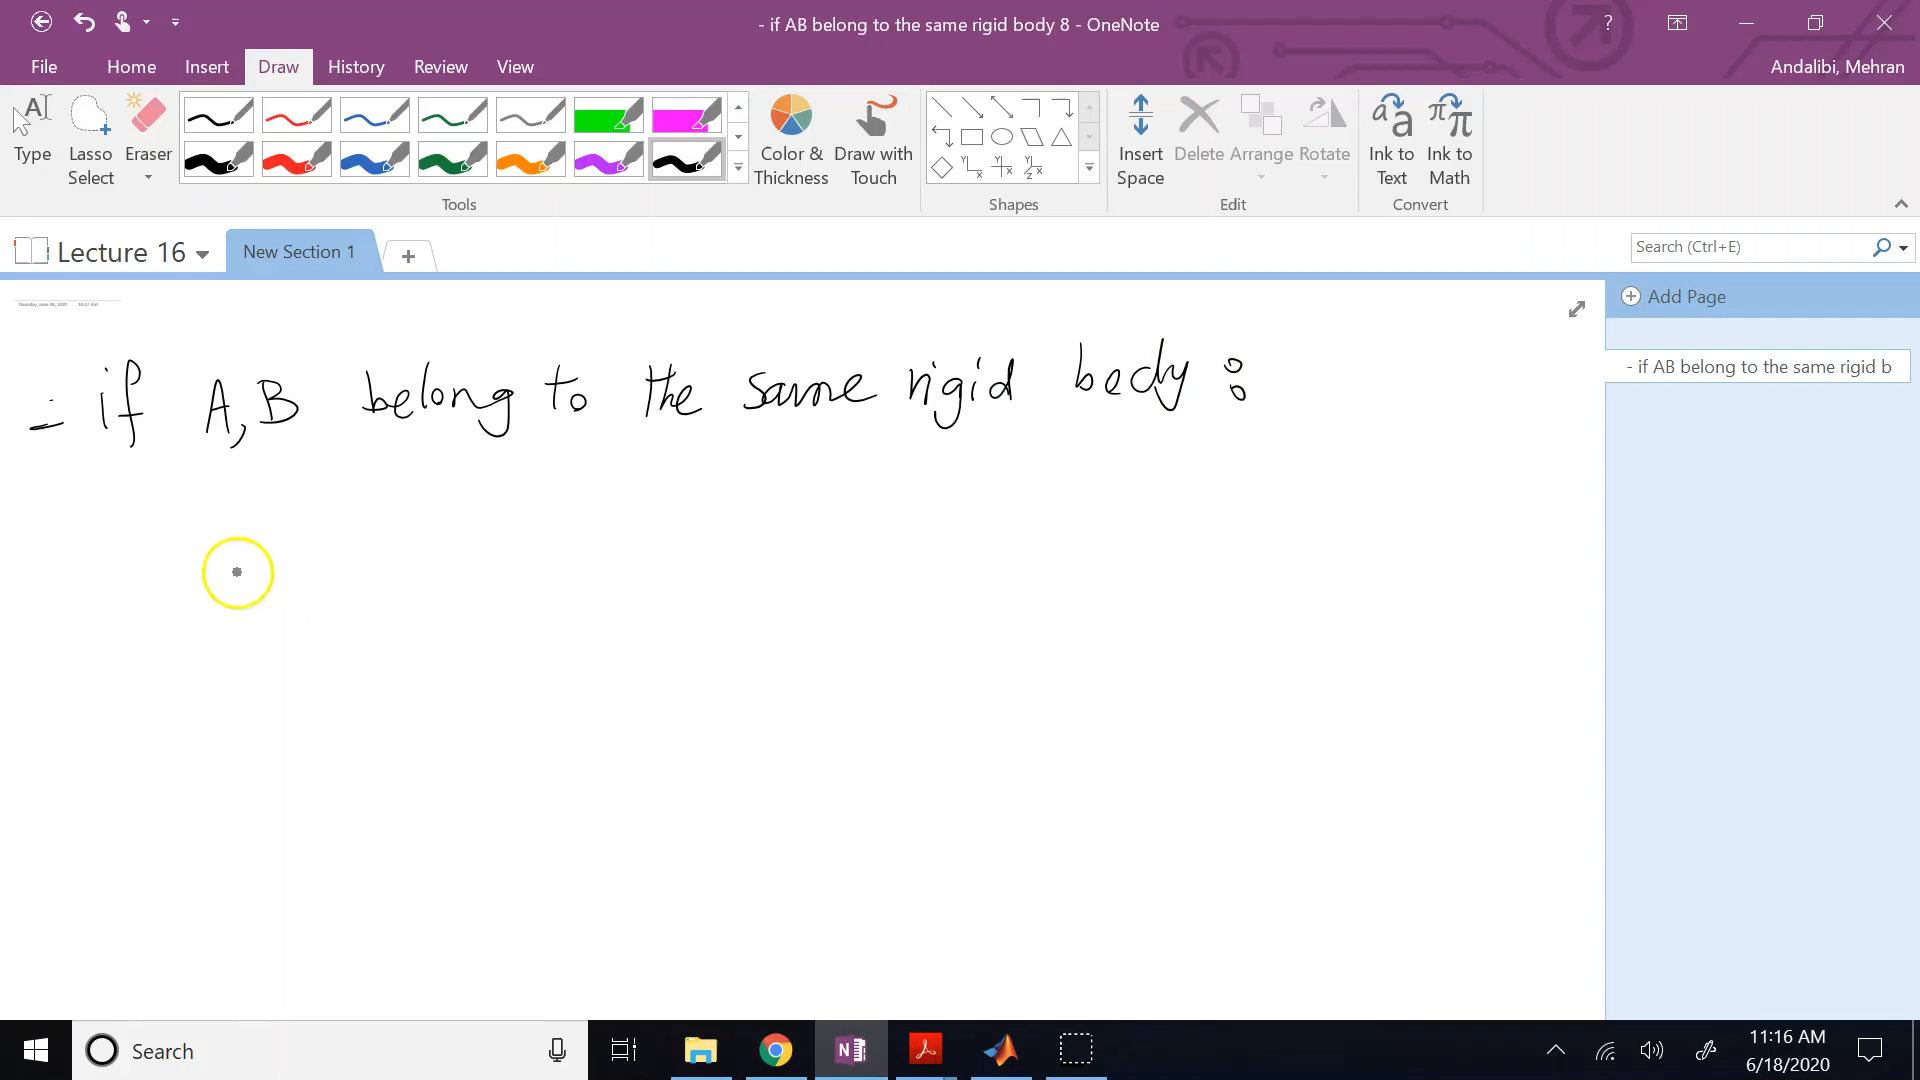 - if AB belong to the same rigid body 8 - OneNote
?
File Home Insert Draw History Review View
Andalibi, Mehran
Type
Lasso Select
Eraser
Color & Thickness
Draw with Touch
Insert Space
Delete
Arrange
Rotate
Ink to Text
Ink to Math
Tools
Shapes
Edit
Convert
Lecture 16
New Section 1
Search (Ctrl+E)
Add Page
- if AB belong to the same rigid b
- if A, B belong to the same rigid body :
Search
11:16 AM
6/18/2020